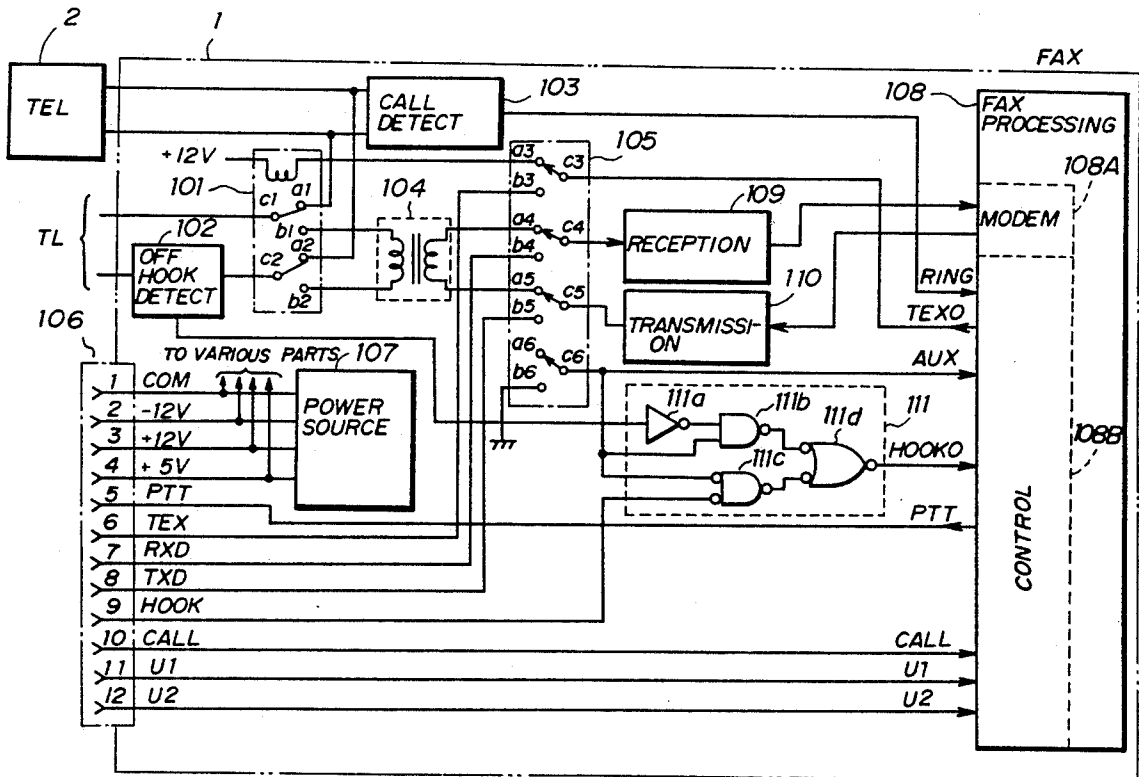 2
1
FAX
TEL
CALL
DETECT
103
108
FAX
PROCESSING
+12V
101
a1
c1
b1
a2
c2
b2
104
105
a3
c3
b3
a4
c4
b4
a5
c5
b5
a6
c6
b6
109
RECEPTION
110
TRANSMISSI-
ON
108A
MODEM
RING
TEXO
AUX
TL
102
OFF
HOOK
DETECT
106
TO VARIOUS PARTS
107
POWER
SOURCE
111a
111b
111c
111d
111
HOOKO
108B
PTT
CONTROL
1 COM
2 -12V
3 +12V
4 + 5V
5 PTT
6 TEX
7 RXD
8 TXD
9 HOOK
10 CALL
11 U1
12 U2
CALL
U1
U2